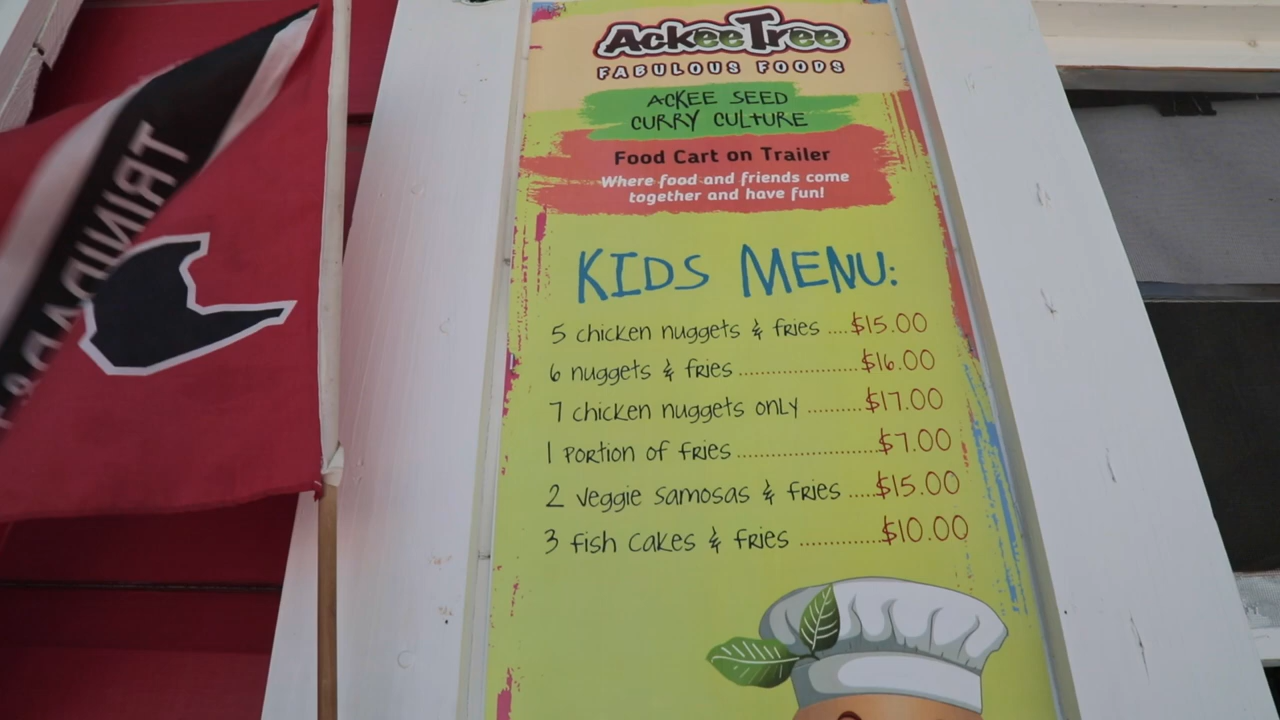 AckeeTree
FABULOUS FOODS
ACKEE SEED
CURRY CULTURE
Food Cart on Trailer
Where food and friends come
together and have fun!
KIDS MENU:
5 chicken nuggets & fries ....$15.00
6 nuggets & fries ......................$16.00
7 chicken nuggets only ..........$17.00
1 portion of fries ..........................$7.00
2 veggie samosas & fries .....$15.00
3 fish cakes & fries ...............$10.00
TRINIDAD &